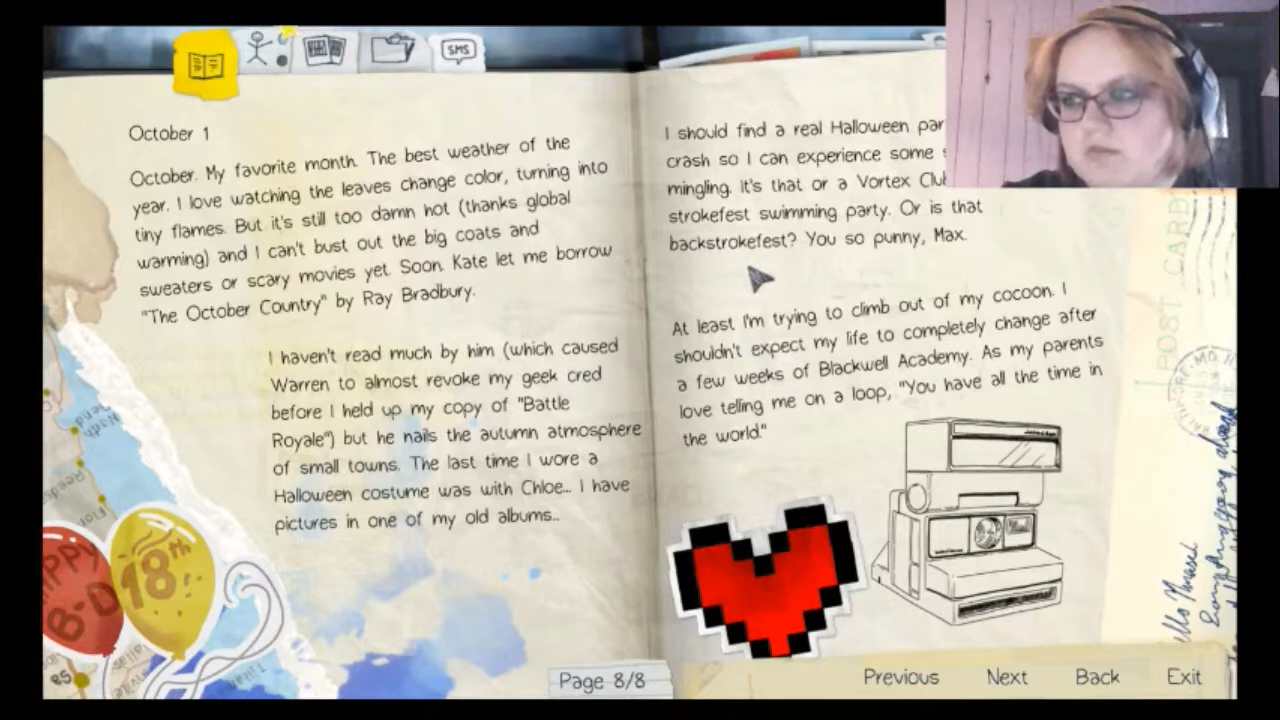 SMS
October 1
October. My favorite month. The best weather of the
year. I love watching the leaves change color, turning into
tiny flames. But it's still too damn hot (thanks global
warming) and I can't bust out the big coats and
sweaters or scary movies yet. Soon. Kate let me borrow
"The October Country" by Ray Bradbury.
I haven't read much by him (which caused
Warren to almost revoke my geek cred
before I held up my copy of "Battle
Royale") but he nails the autumn atmosphere
of small towns. The last time I wore a
Halloween costume was with Chloe... I have
pictures in one of my old albums...
HAPPY
B-D
18th
I should find a real Halloween par
crash so I can experience some s
mingling. It's that or a Vortex Clu
strokefest swimming party. Or is that
backstrokefest? You so punny, Max.
At least I'm trying to climb out of my cocoon. I
shouldn't expect my life to completely change after
a few weeks of Blackwell Academy. As my parents
love telling me on a loop, "You have all the time in
the world."
POST CARD
Page 8/8
Previous
Next
Back
Exit